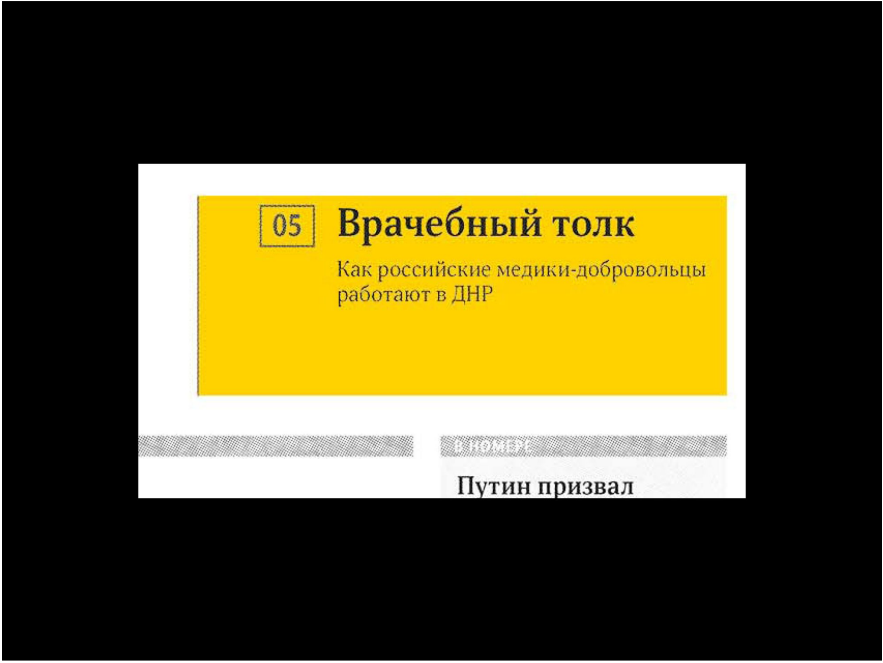 05
Врачебный толк
Как российские медики-добровольцы
работают в ДНР
В НОМЕРЕ
Путин призвал